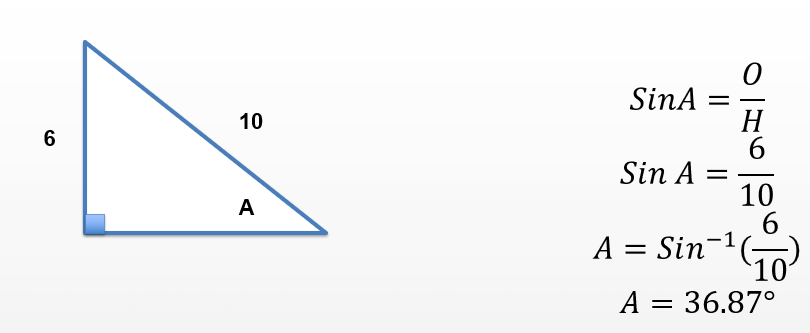 6
10
A
SinA = O/H
Sin A = 6/10
A = Sin⁻¹(6/10)
A = 36.87°